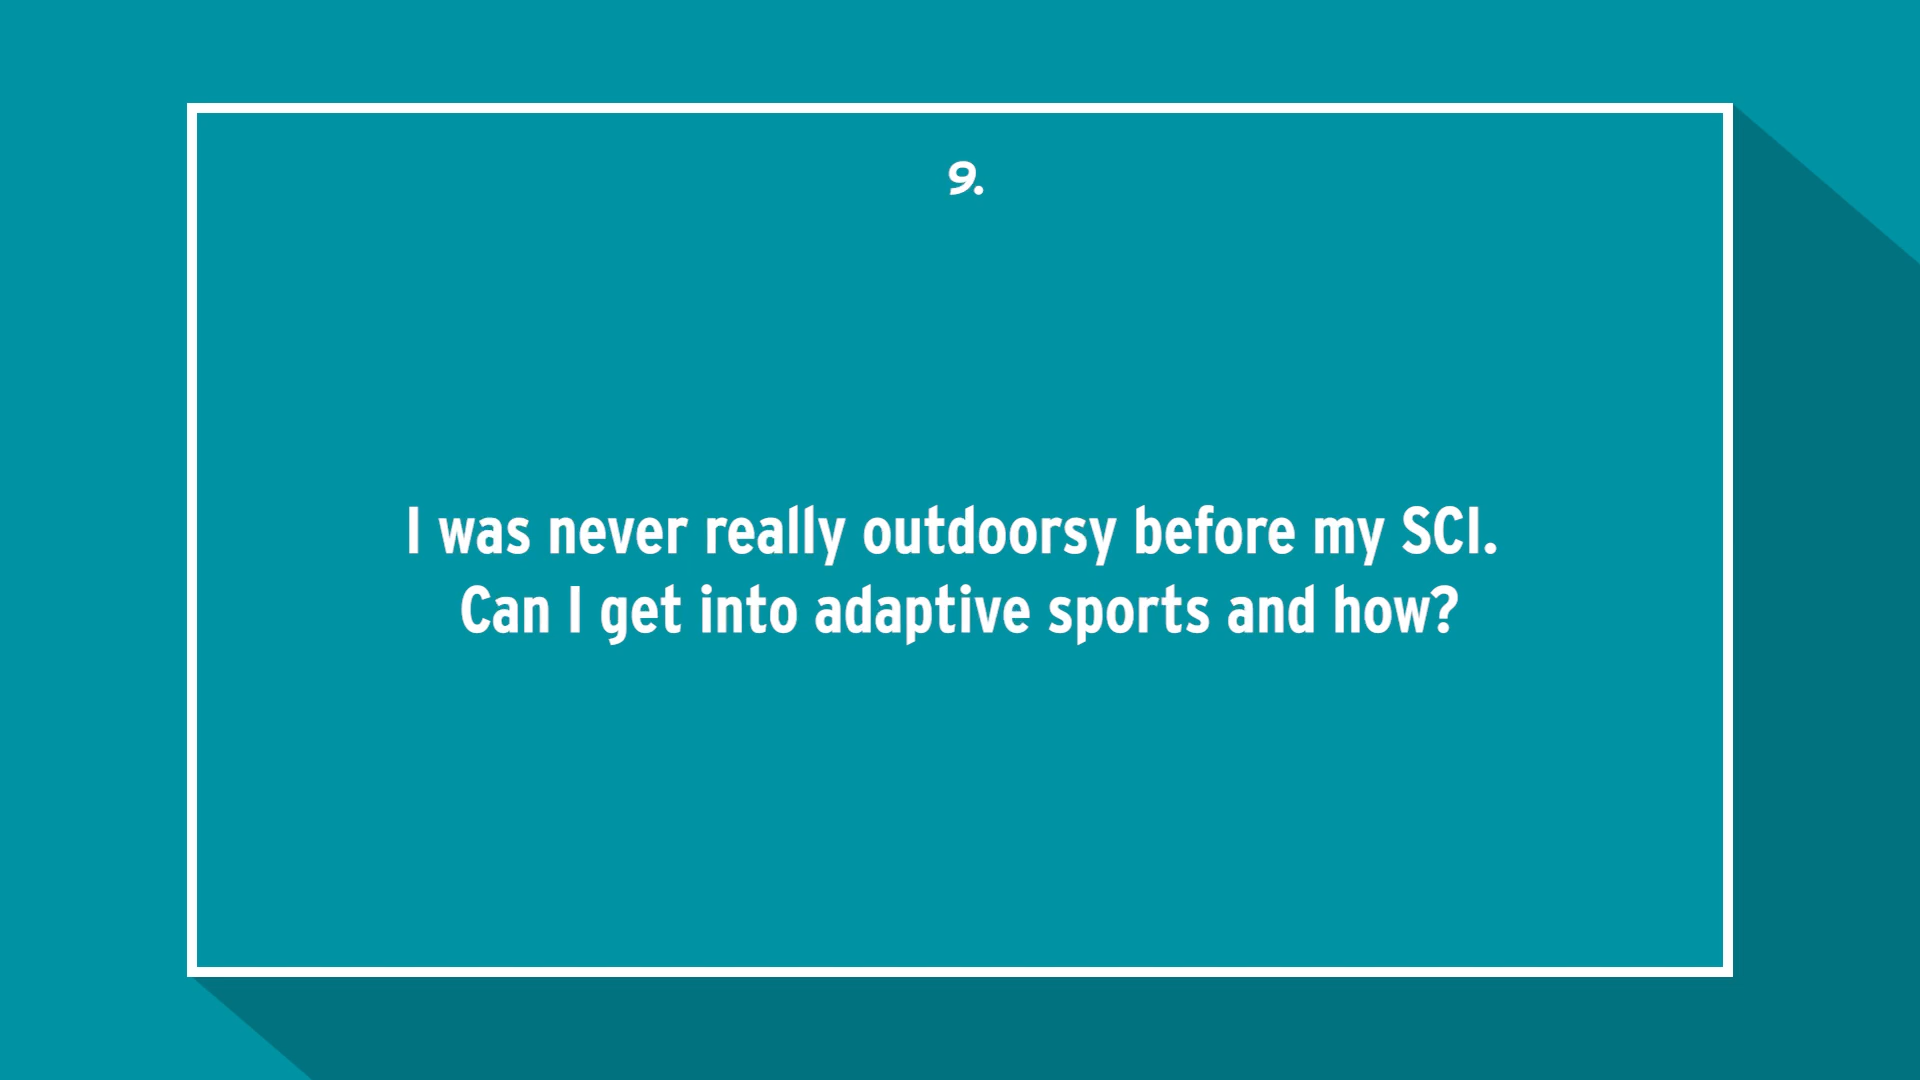 9.
I was never really outdoorsy before my SCI.
Can I get into adaptive sports and how?